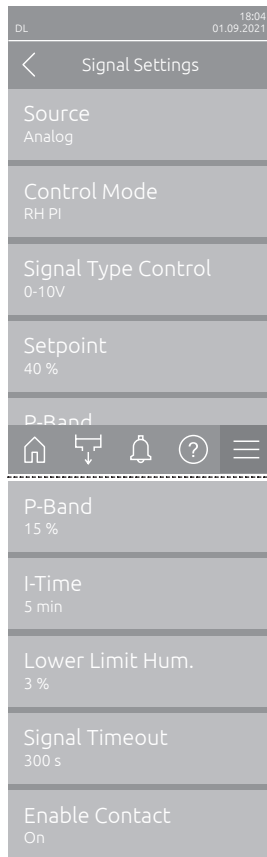 18:04
DL 01.09.2021
Signal Settings
Source
Analog
Control Mode
RH PI
Signal Type Control
0-10V
Setpoint
40 %
P-Band
?
P-Band
15 %
I-Time
5 min
Lower Limit Hum.
3 %
Signal Timeout
300 s
Enable Contact
On